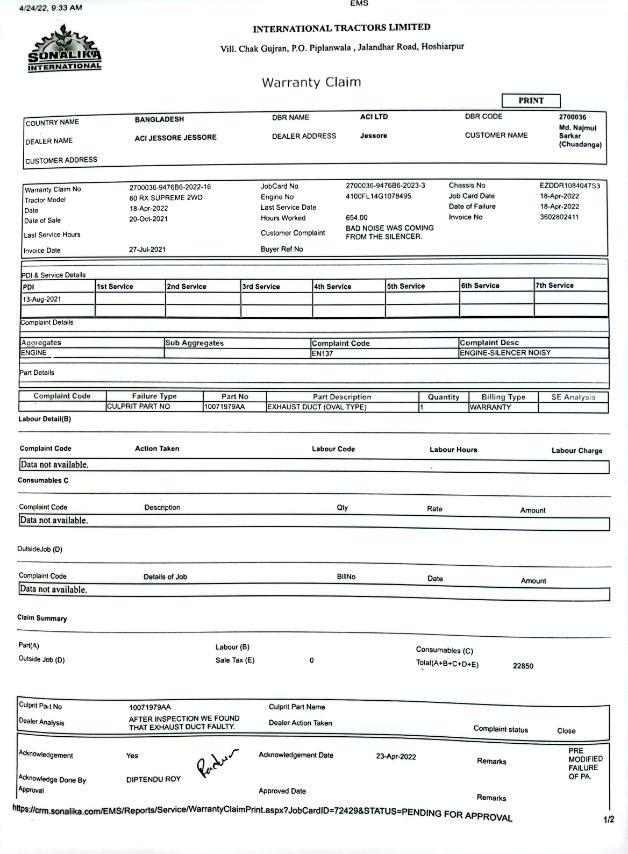 4/24/22, 9:33 AM EMS
SONALIKA
INTERNATIONAL
INTERNATIONAL TRACTORS LIMITED
Vill. Chak Gujran, P.O. Piplanwala , Jalandhar Road, Hoshiarpur
Warranty Claim
PRINT
COUNTRY NAME BANGLADESH DBR NAME ACI LTD DBR CODE 2700036
DEALER NAME ACI JESSORE JESSORE DEALER ADDRESS Jessore CUSTOMER NAME Md. Najmul Sarkar (Chuadanga)
CUSTOMER ADDRESS
Warranty Claim No 2700036-9476B6-2022-16 JobCard No 2700036-9476B6-2023-3 Chassis No EZDDR1084047S3
Tractor Model 60 RX SUPREME 2WD Engine No 4100FL14G1078495 Job Card Date 18-Apr-2022
Date 18-Apr-2022 Last Service Date Date of Failure 18-Apr-2022
Date of Sale 20-Oct-2021 Hours Worked 654.00 Invoice No 3602802411
Last Service Hours Customer Complaint BAD NOISE WAS COMING FROM THE SILENCER.
Invoice Date 27-Jul-2021 Buyer Ref No
PDI & Service Details
PDI 1st Service 2nd Service 3rd Service 4th Service 5th Service 6th Service 7th Service
13-Aug-2021
Complaint Details
Aggregates Sub Aggregates Complaint Code Complaint Desc
ENGINE EN137 ENGINE-SILENCER NOISY
Part Details
Complaint Code Failure Type Part No Part Description Quantity Billing Type SE Analysis
CULPRIT PART NO 10071979AA EXHAUST DUCT (OVAL TYPE) 1 WARRANTY
Labour Detail(B)
Complaint Code Action Taken Labour Code Labour Hours Labour Charge
Data not available.
Consumables C
Complaint Code Description Qty Rate Amount
Data not available.
OutsideJob (D)
Complaint Code Details of Job BillNo Date Amount
Data not available.
Claim Summary
Part(A) Labour (B) Consumables (C)
Outside Job (D) Sale Tax (E) 0 Total(A+B+C+D+E) 22850
Culprit Part No 10071979AA Culprit Part Name
Dealer Analysis AFTER INSPECTION WE FOUND THAT EXHAUST DUCT FAULTY. Dealer Action Taken Complaint status Close
Acknowledgement Yes Acknowledgement Date 23-Apr-2022 Remarks PRE MODIFIED FAILURE OF PA.
Acknowledge Done By DIPTENDU ROY
Approval Approved Date Remarks
https://crm.sonalika.com/EMS/Reports/Service/WarrantyClaimPrint.aspx?JobCardID=72429&STATUS=PENDING FOR APPROVAL 1/2